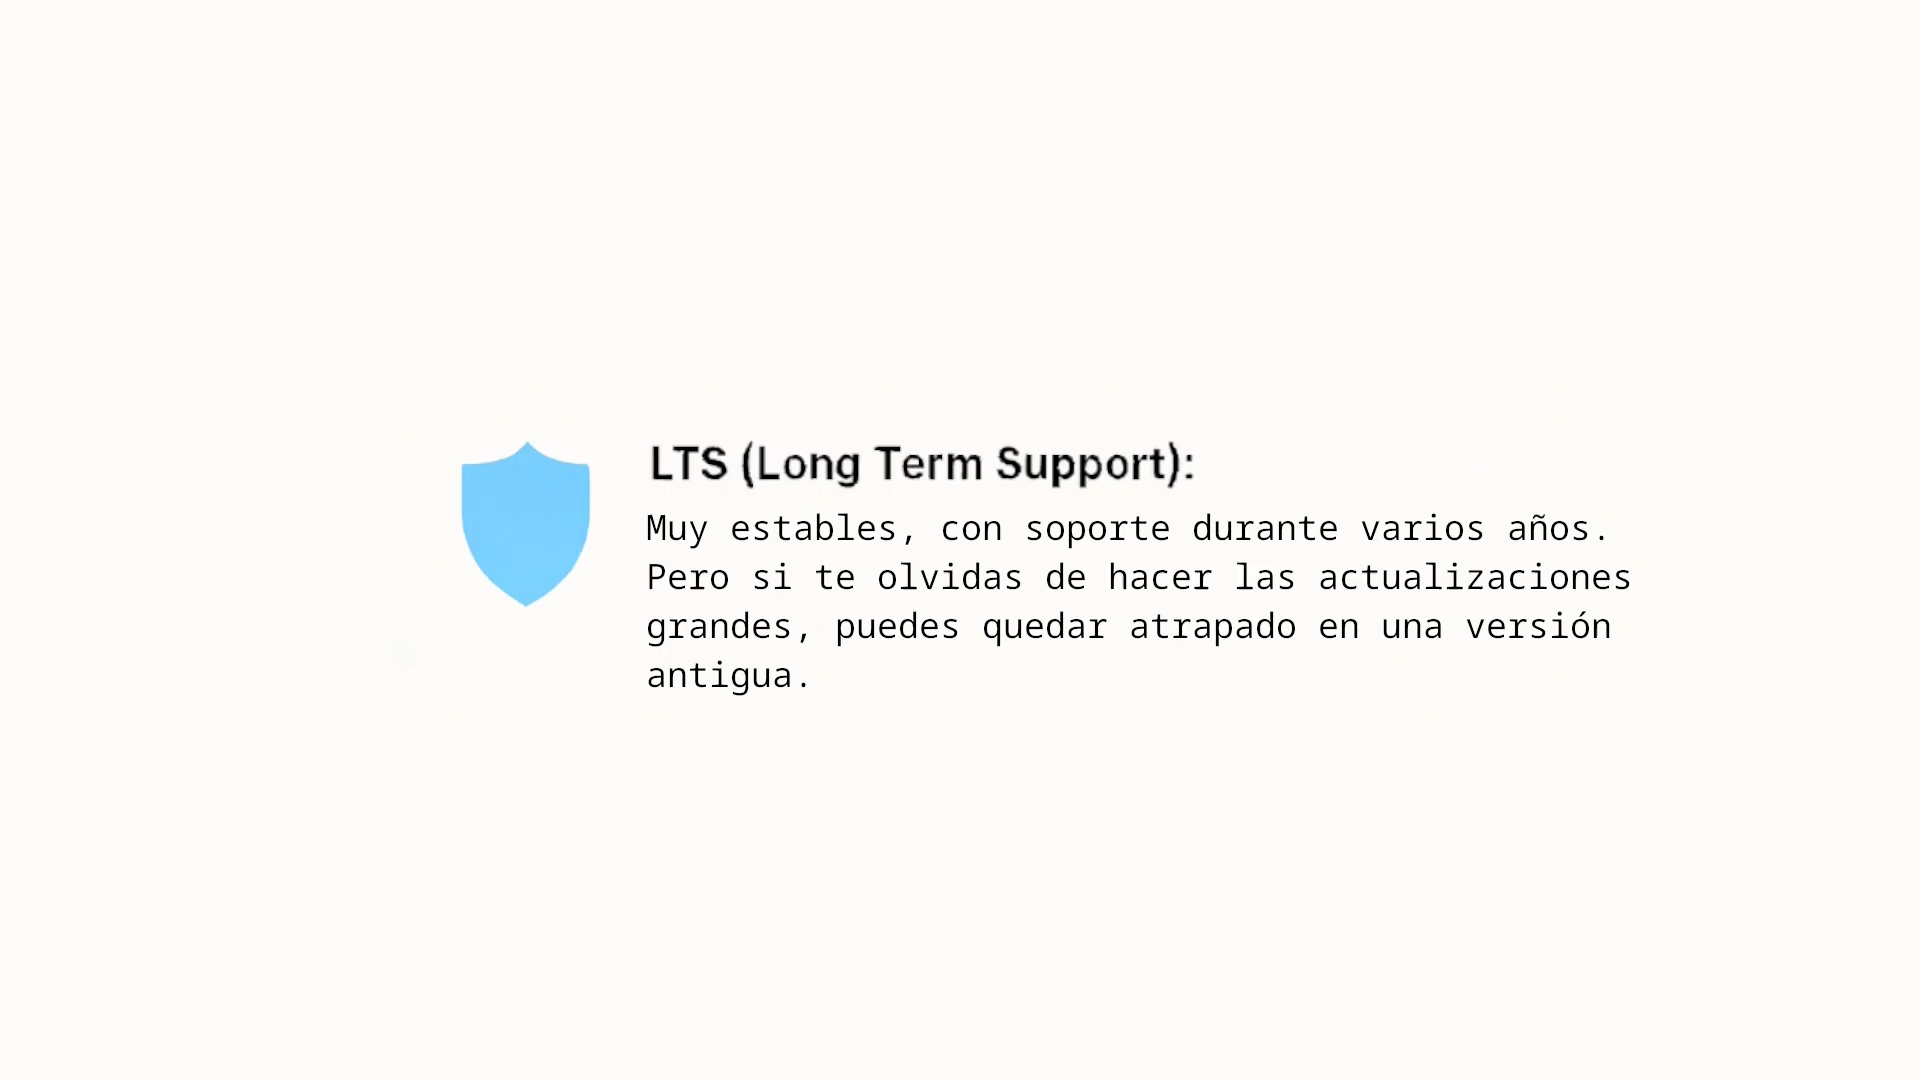 LTS (Long Term Support):
Muy estables, con soporte durante varios años.
Pero si te olvidas de hacer las actualizaciones
grandes, puedes quedar atrapado en una versión
antigua.